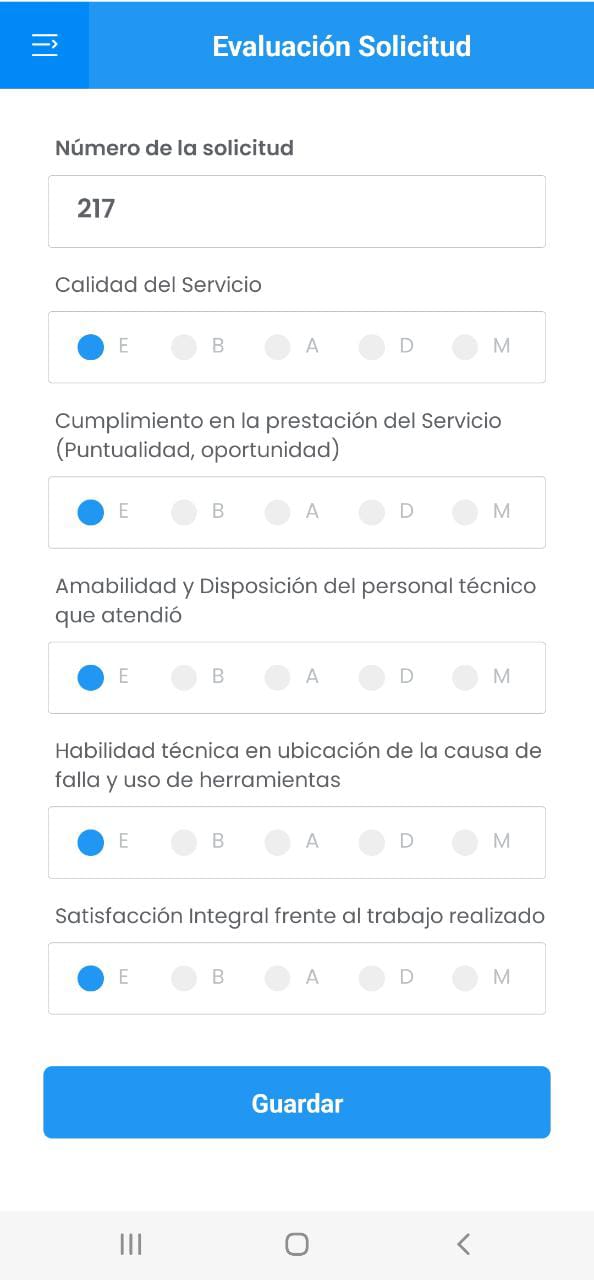 Evaluación Solicitud
Número de la solicitud
217
Calidad del Servicio
E B A D M
Cumplimiento en la prestación del Servicio
(Puntualidad, oportunidad)
E B A D M
Amabilidad y Disposición del personal técnico
que atendió
E B A D M
Habilidad técnica en ubicación de la causa de
falla y uso de herramientas
E B A D M
Satisfacción Integral frente al trabajo realizado
E B A D M
Guardar